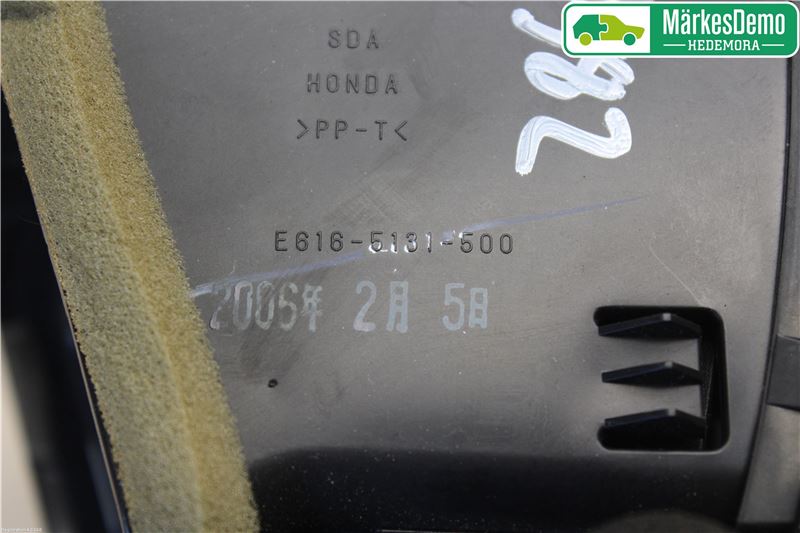 MärkesDemo
HEDEMORA
SDA
HONDA
>PP-T<
E616-5131-500
2006年 2月 5日